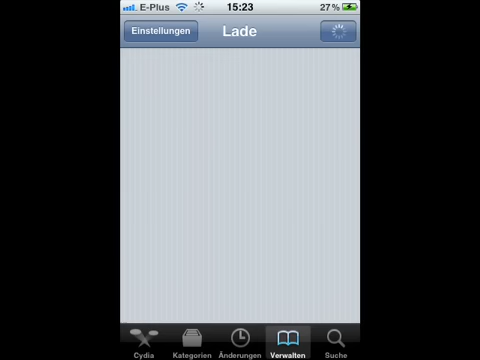 E-Plus 15:23 27%
Einstellungen Lade
Cydia Kategorien Änderungen Verwalten Suche